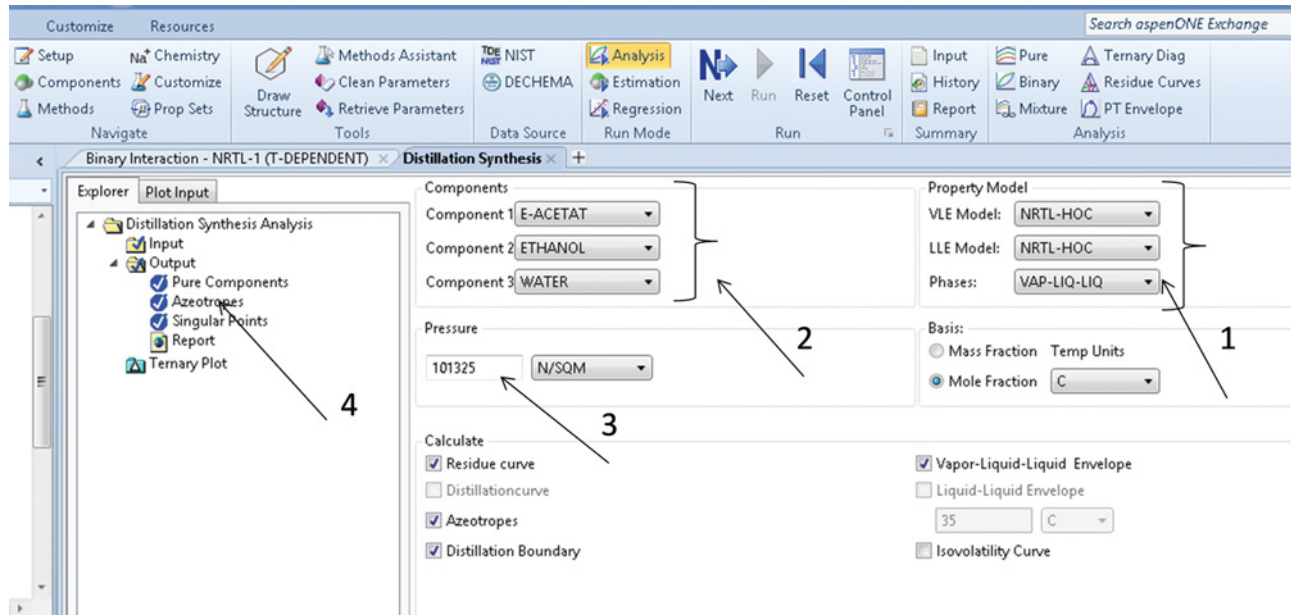 Customize Resources Search aspenONE Exchange
Setup Na+ Chemistry Methods Assistant TDE NIST NIST Analysis Input Pure Ternary Diag
Components Customize Draw Structure Clean Parameters DECHEMA Estimation Next Run Reset Control Panel History Binary Residue Curves
Methods Prop Sets Retrieve Parameters Regression Report Mixture PT Envelope
Navigate Tools Data Source Run Mode Run Summary Analysis
Binary Interaction - NRTL-1 (T-DEPENDENT) Distillation Synthesis +
Explorer Plot Input
Distillation Synthesis Analysis
Input
Output
Pure Components
Azeotropes
Singular Points
Report
Ternary Plot
4
Components
Component 1 E-ACETAT
Component 2 ETHANOL
Component 3 WATER
2
Property Model
VLE Model: NRTL-HOC
LLE Model: NRTL-HOC
Phases: VAP-LIQ-LIQ
1
Pressure
101325 N/SQM
3
Basis:
Mass Fraction Temp Units
Mole Fraction C
Calculate
Residue curve
Distillationcurve
Azeotropes
Distillation Boundary
Vapor-Liquid-Liquid Envelope
Liquid-Liquid Envelope
35 C
Isovolatility Curve